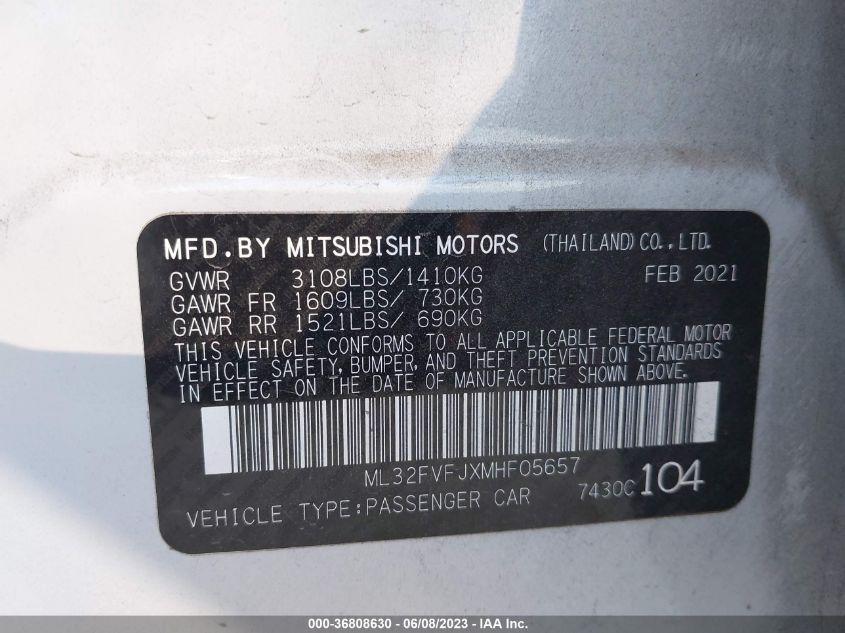 MFD.BY MITSUBISHI MOTORS (THAILAND) CO., LTD.
GVWR 3108LBS/1410KG FEB 2021
GAWR FR 1609LBS/ 730KG
GAWR RR 1521LBS/ 690KG
THIS VEHICLE CONFORMS TO ALL APPLICABLE FEDERAL MOTOR
VEHICLE SAFETY, BUMPER, AND THEFT PREVENTION STANDARDS
IN EFFECT ON THE DATE OF MANUFACTURE SHOWN ABOVE.
ML32FVFJXMHF05657
7430C 104
VEHICLE TYPE:PASSENGER CAR
000-36808630 - 06/08/2023 - IAA Inc.